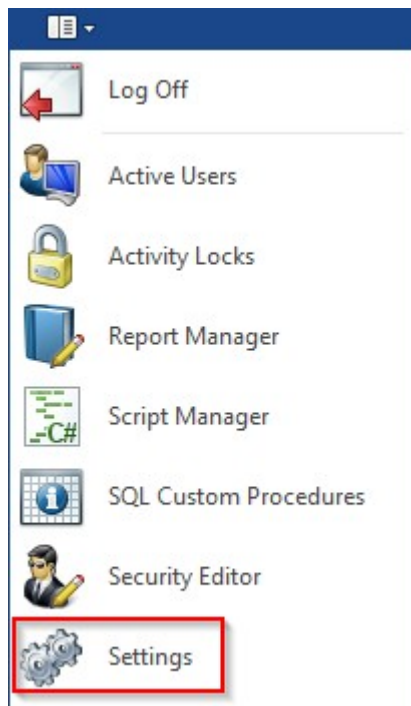 Log Off
Active Users
Activity Locks
Report Manager
C#
Script Manager
SQL Custom Procedures
Security Editor
Settings